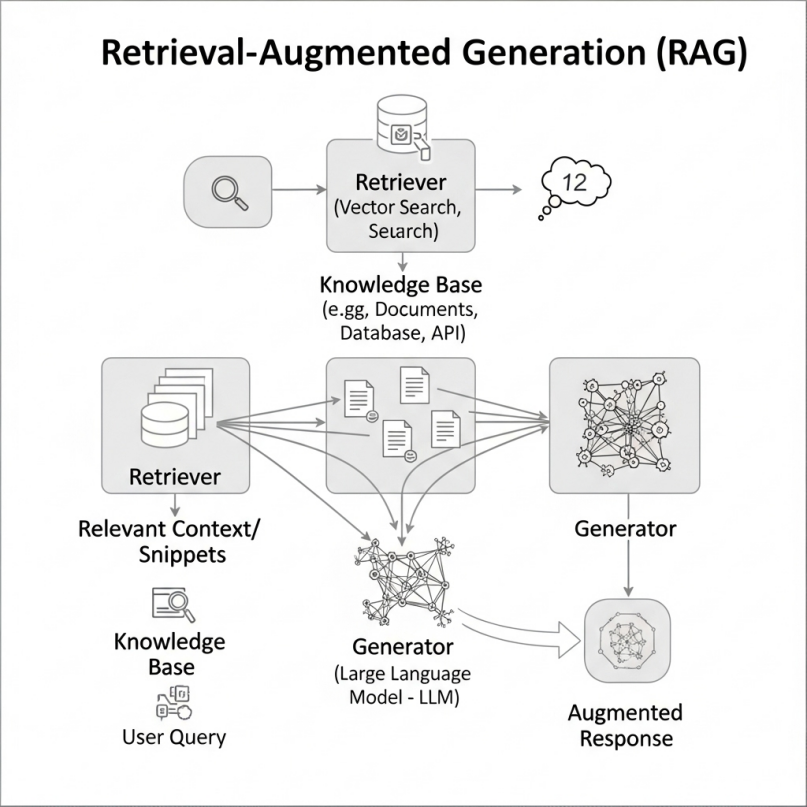 Retrieval-Augmented Generation (RAG)
Retriever
(Vector Search,
Seuarch)
12
Knowledge Base
(e.gg, Documents,
Database, API)
Retriever
Relevant Context/
Snippets
Knowledge
Base
User Query
Generator
(Large Language
Model - LLM)
Generator
Augmented
Response